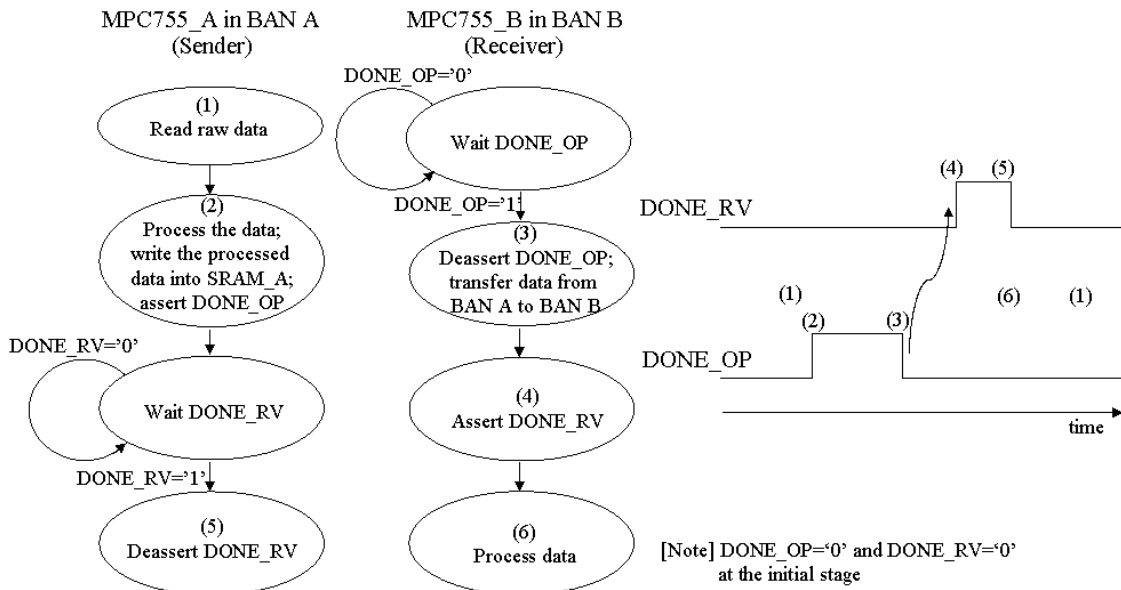 MPC755_A in BAN A
(Sender)
(1)
Read raw data
(2)
Process the data;
write the processed
data into SRAM_A;
assert DONE_OP
DONE_RV='0'
Wait DONE_RV
DONE_RV='1'
(5)
Deassert DONE_RV
MPC755_B in BAN B
(Receiver)
DONE_OP='0'
Wait DONE_OP
DONE_OP='1'
(3)
Deassert DONE_OP;
transfer data from
BAN A to BAN B
(4)
Assert DONE_RV
(6)
Process data
(4) (5)
DONE_RV
(1) (6) (1)
(2) (3)
DONE_OP
time
[Note] DONE_OP=‘0’ and DONE_RV=‘0’
at the initial stage